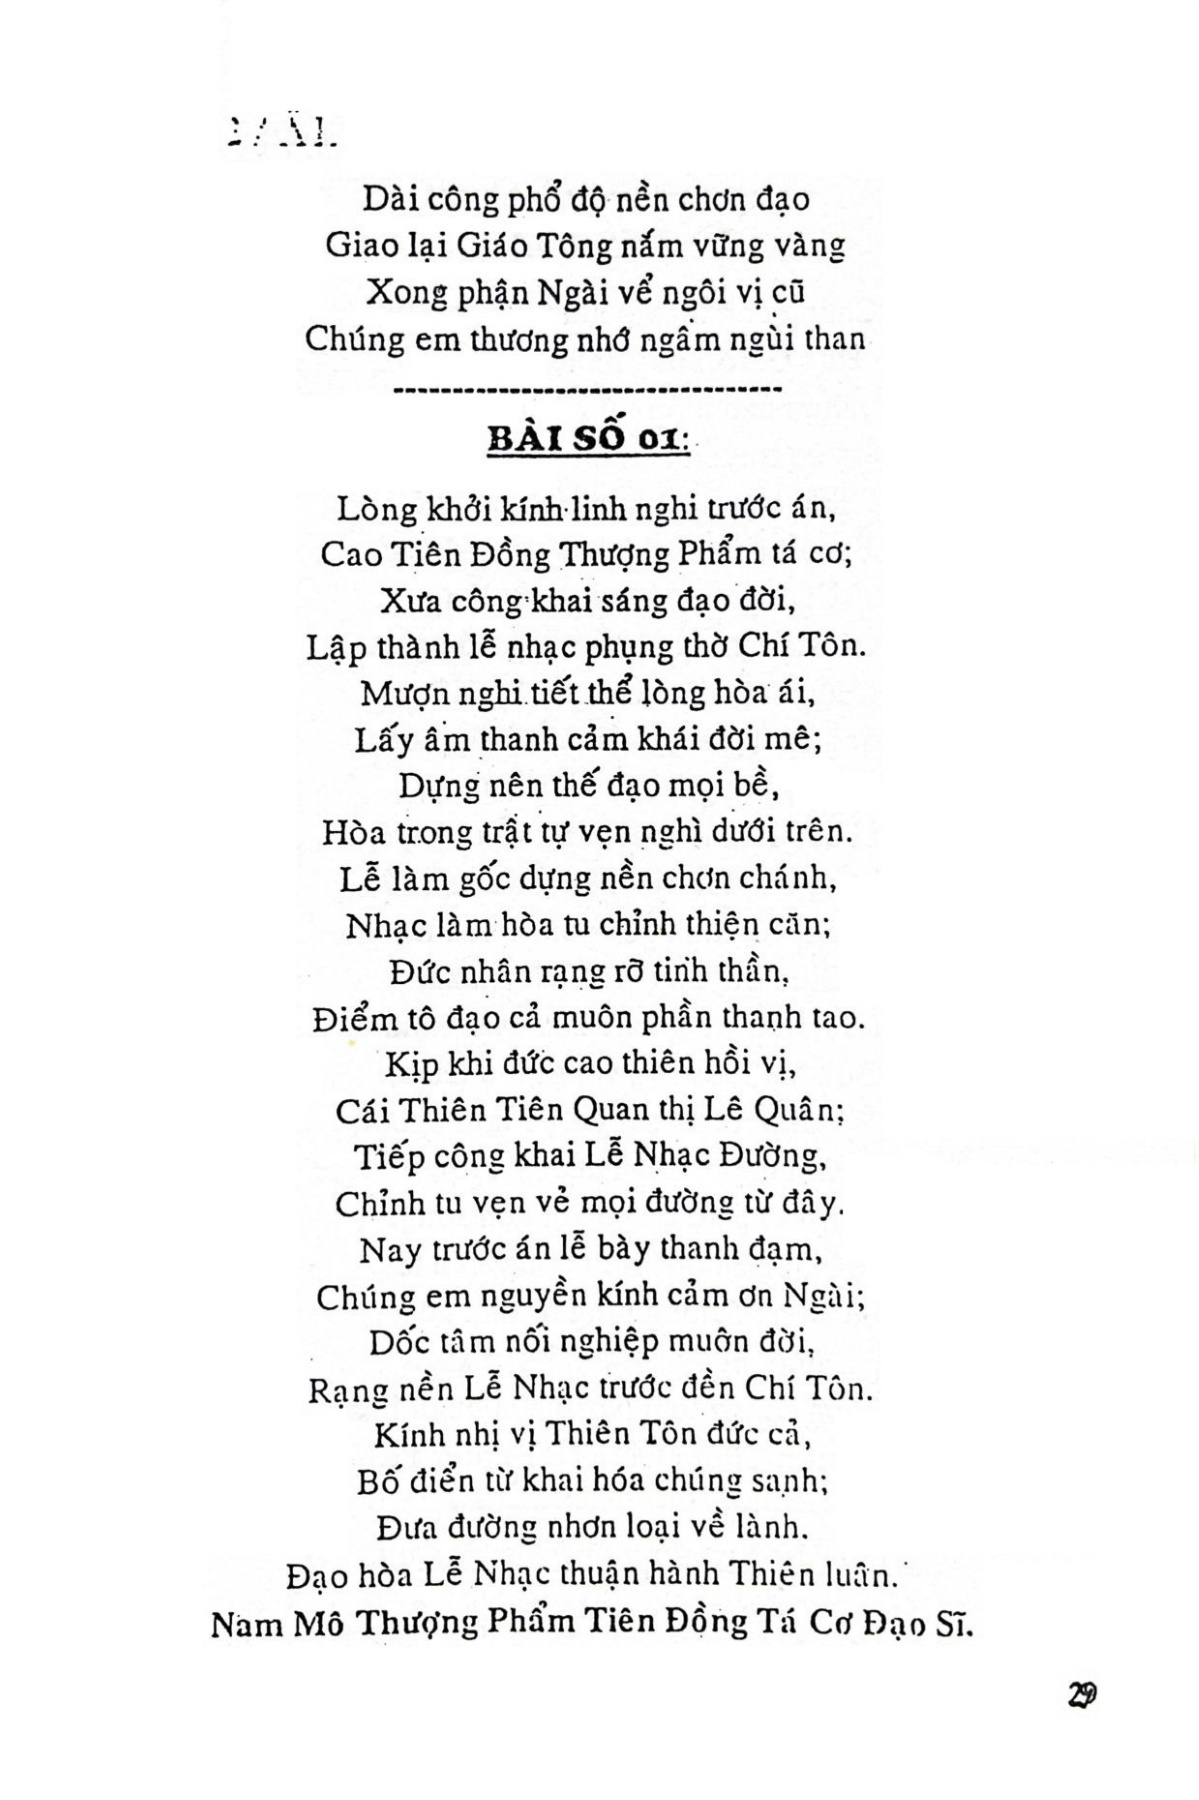 Dài công phổ độ nền chơn đạo
Giao lại Giáo Tông nắm vững vàng
Xong phận Ngài về ngôi vị cũ
Chúng em thương nhớ ngậm ngùi than
---------------------------------
BÀI SỐ 01:
Lòng khởi kính linh nghi trước án,
Cao Tiên Đồng Thượng Phẩm tá cơ;
Xưa công khai sáng đạo đời,
Lập thành lễ nhạc phụng thờ Chí Tôn.
Mượn nghi tiết thể lòng hòa ái,
Lấy âm thanh cảm khái đời mê;
Dựng nên thế đạo mọi bề,
Hòa trong trật tự vẹn nghì dưới trên.
Lễ làm gốc dựng nền chơn chánh,
Nhạc làm hòa tu chỉnh thiện căn;
Đức nhân rạng rỡ tinh thần,
Điểm tô đạo cả muôn phần thanh tao.
Kịp khi đức cao thiên hồi vị,
Cái Thiên Tiên Quan thị Lê Quân;
Tiếp công khai Lễ Nhạc Đường,
Chỉnh tu vẹn vẻ mọi đường từ đây.
Nay trước án lễ bày thanh đạm,
Chúng em nguyền kính cảm ơn Ngài;
Dốc tâm nối nghiệp muôn đời,
Rạng nền Lễ Nhạc trước đền Chí Tôn.
Kính nhị vị Thiên Tôn đức cả,
Bố điển từ khai hóa chúng sanh;
Đưa đường nhơn loại về lành.
Đạo hòa Lễ Nhạc thuận hành Thiên luân.
Nam Mô Thượng Phẩm Tiên Đồng Tá Cơ Đạo Sĩ.
29